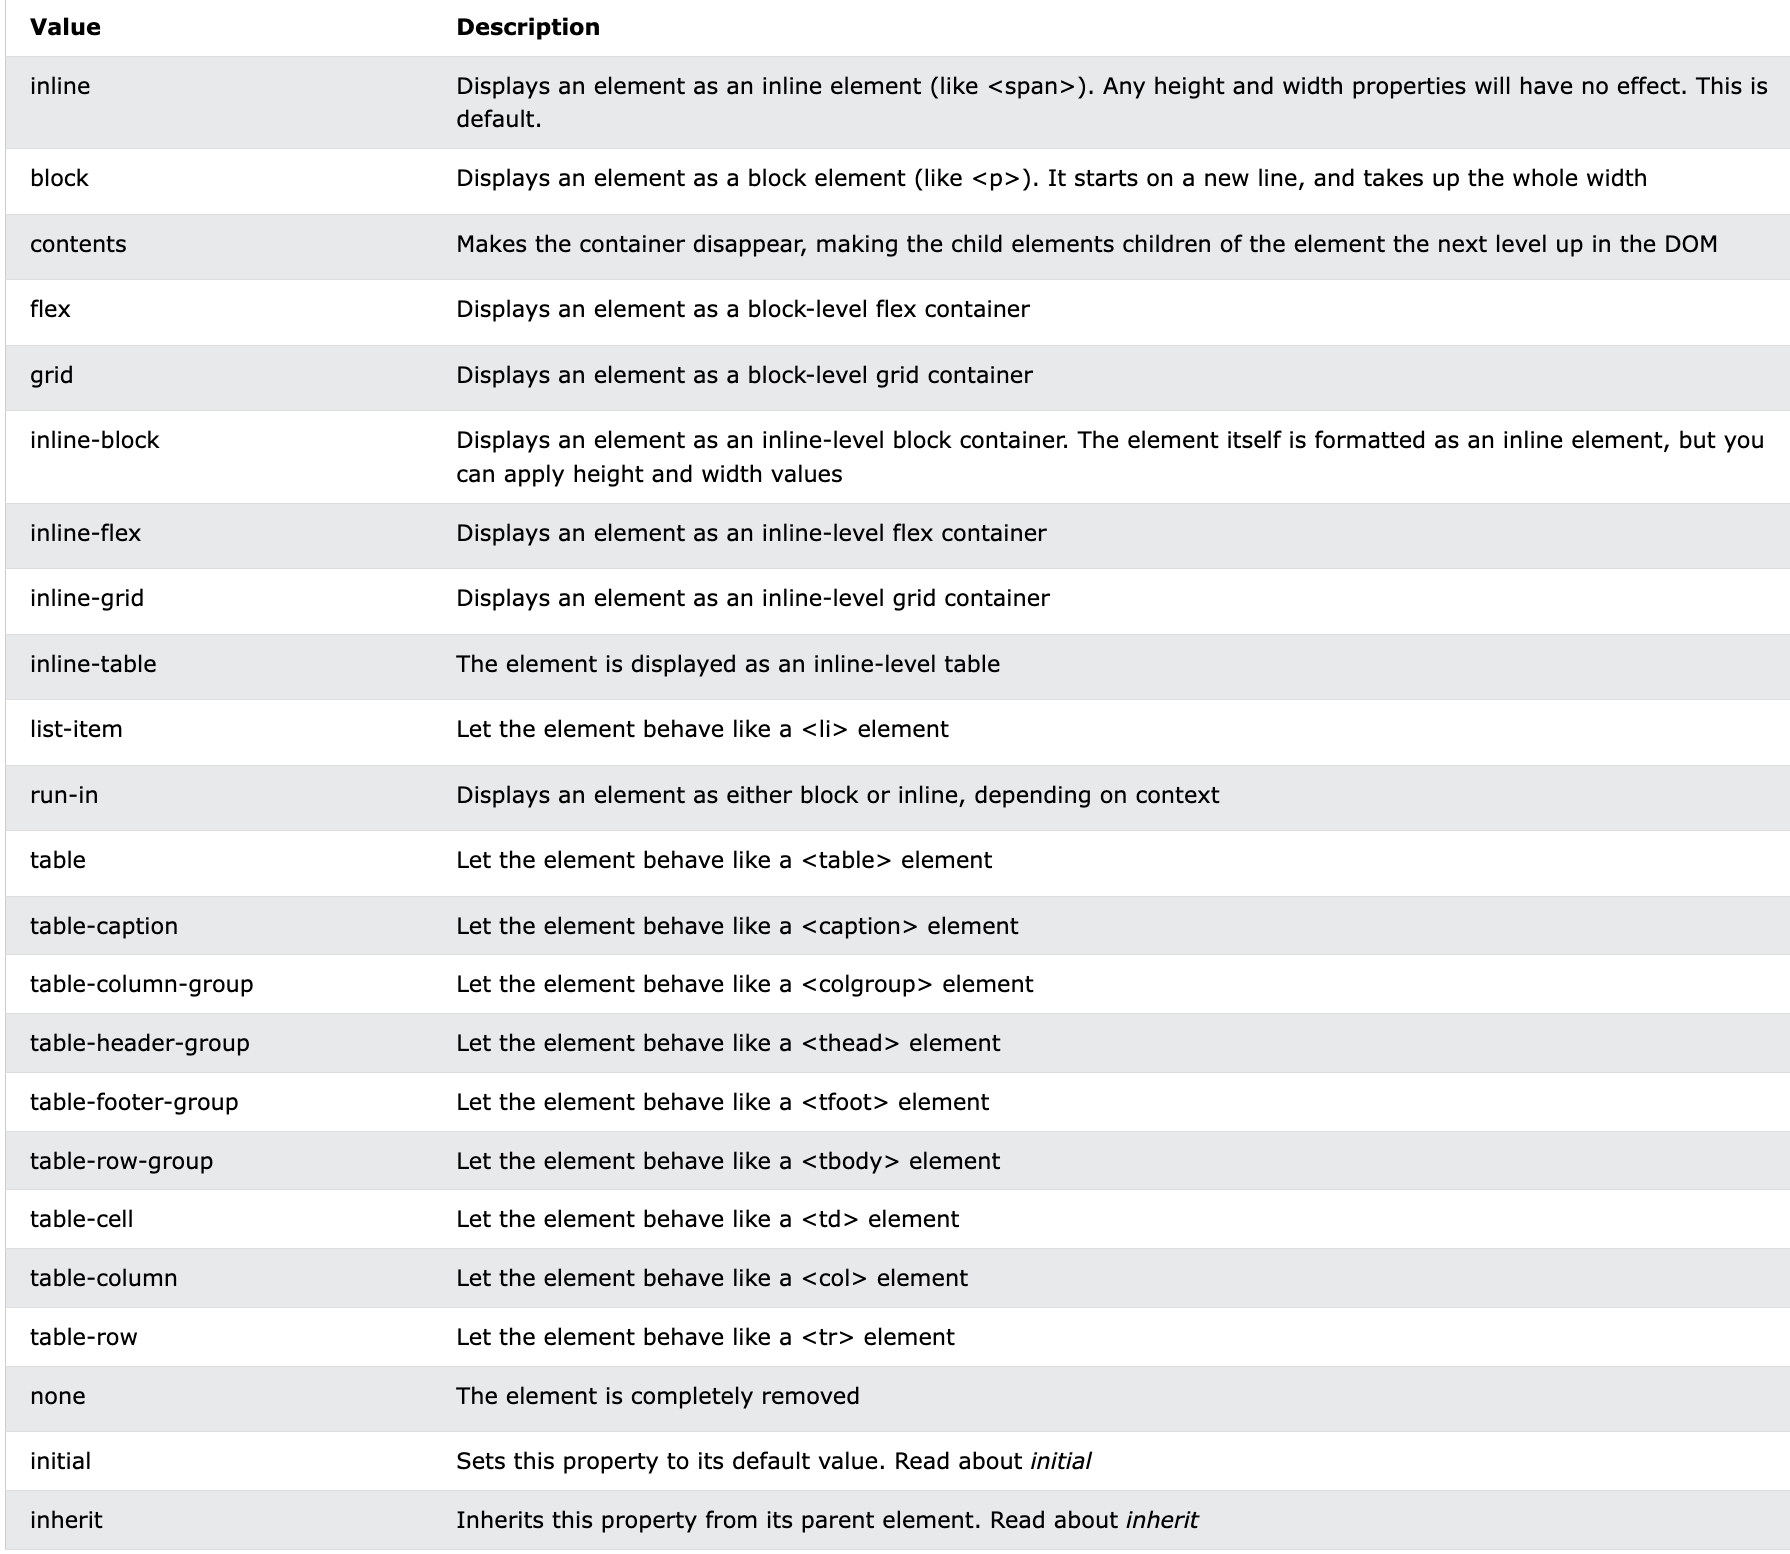 Value Description
inline Displays an element as an inline element (like <span>). Any height and width properties will have no effect. This is
default.
block Displays an element as a block element (like <p>). It starts on a new line, and takes up the whole width
contents Makes the container disappear, making the child elements children of the element the next level up in the DOM
flex Displays an element as a block-level flex container
grid Displays an element as a block-level grid container
inline-block Displays an element as an inline-level block container. The element itself is formatted as an inline element, but you
can apply height and width values
inline-flex Displays an element as an inline-level flex container
inline-grid Displays an element as an inline-level grid container
inline-table The element is displayed as an inline-level table
list-item Let the element behave like a <li> element
run-in Displays an element as either block or inline, depending on context
table Let the element behave like a <table> element
table-caption Let the element behave like a <caption> element
table-column-group Let the element behave like a <colgroup> element
table-header-group Let the element behave like a <thead> element
table-footer-group Let the element behave like a <tfoot> element
table-row-group Let the element behave like a <tbody> element
table-cell Let the element behave like a <td> element
table-column Let the element behave like a <col> element
table-row Let the element behave like a <tr> element
none The element is completely removed
initial Sets this property to its default value. Read about initial
inherit Inherits this property from its parent element. Read about inherit